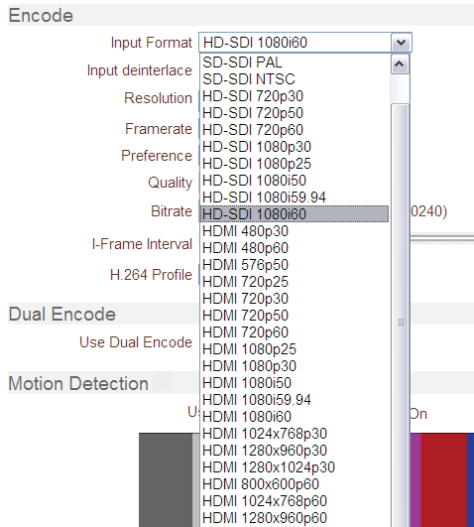 Encode
Input Format HD-SDI 1080i60
Input deinterlace SD-SDI PAL
SD-SDI NTSC
Resolution HD-SDI 720p30
HD-SDI 720p50
Framerate HD-SDI 720p60
HD-SDI 1080p30
Preference HD-SDI 1080p25
Quality HD-SDI 1080i50
HD-SDI 1080i59.94
Bitrate HD-SDI 1080i60 0240)
HDMI 480p30
I-Frame Interval HDMI 480p60
HDMI 576p50
H.264 Profile HDMI 720p25
HDMI 720p30
Dual Encode HDMI 720p50
HDMI 720p60
Use Dual Encode HDMI 1080p25
HDMI 1080p30
Motion Detection HDMI 1080i50
HDMI 1080i59.94
U HDMI 1080i60 On
HDMI 1024x768p30
HDMI 1280x960p30
HDMI 1280x1024p30
HDMI 800x600p60
HDMI 1024x768p60
HDMI 1280x960p60